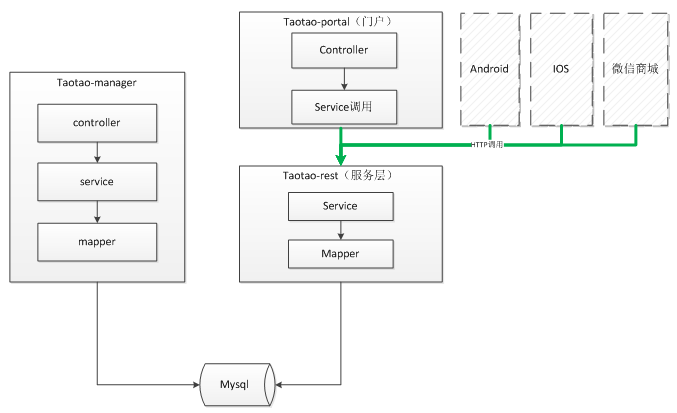 Taotao-portal（门户）
Controller
Service调用
Android
IOS
微信商城
HTTP调用
Taotao-manager
controller
service
mapper
Taotao-rest（服务层）
Service
Mapper
Mysql